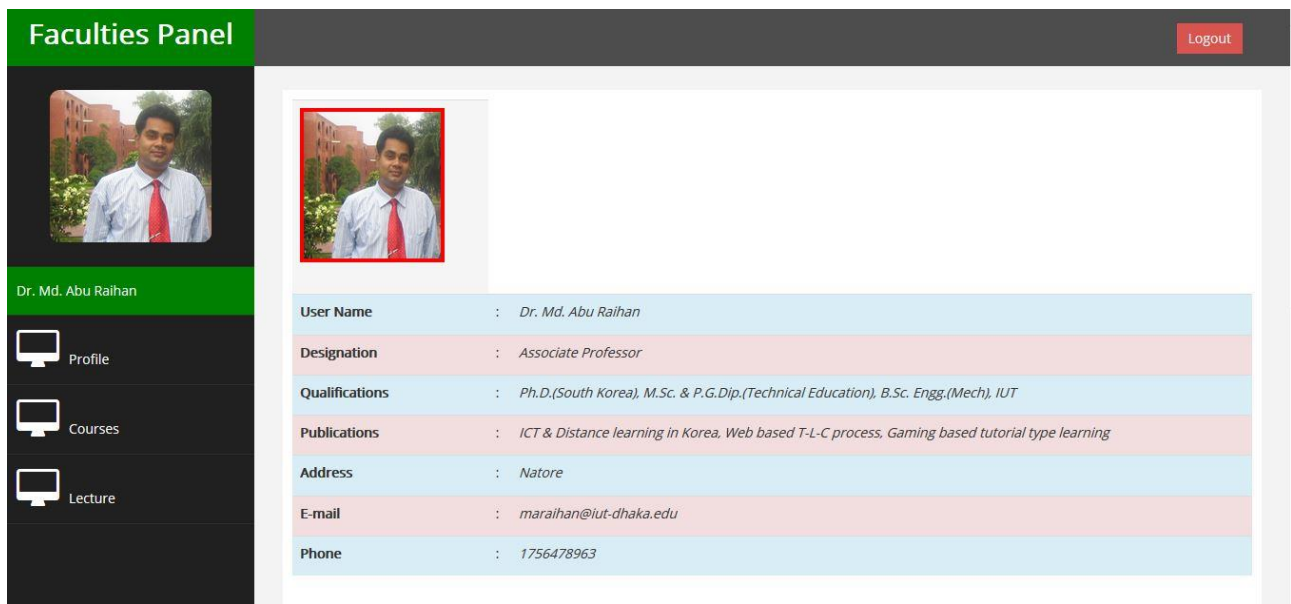 Faculties Panel
Logout
Dr. Md. Abu Raihan
Profile
Courses
Lecture
User Name : Dr. Md. Abu Raihan
Designation : Associate Professor
Qualifications : Ph.D.(South Korea), M.Sc. & P.G.Dip.(Technical Education), B.Sc. Engg.(Mech), IUT
Publications : ICT & Distance learning in Korea, Web based T-L-C process, Gaming based tutorial type learning
Address : Natore
E-mail : maraihan@iut-dhaka.edu
Phone : 1756478963